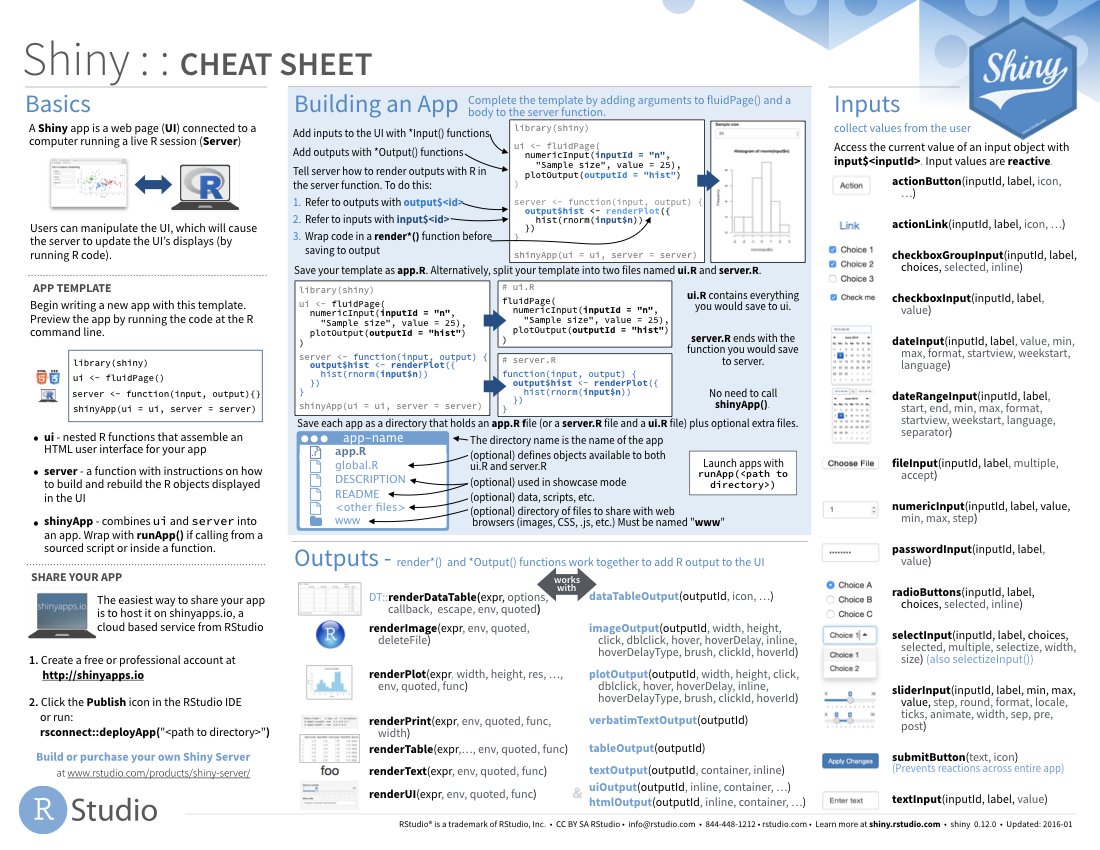 Shiny : : CHEAT SHEET
Shiny
Basics
A Shiny app is a web page (UI) connected to a
computer running a live R session (Server)
Users can manipulate the UI, which will cause
the server to update the UI's displays (by
running R code).
APP TEMPLATE
Begin writing a new app with this template.
Preview the app by running the code at the R
command line.
library(shiny)
ui <- fluidPage()
server <- function(input, output){}
shinyApp(ui = ui, server = server)
• ui - nested R functions that assemble an
HTML user interface for your app
• server - a function with instructions on how
to build and rebuild the R objects displayed
in the UI
• shinyApp - combines ui and server into
an app. Wrap with runApp() if calling from a
sourced script or inside a function.
SHARE YOUR APP
shinyapps.io
The easiest way to share your app
is to host it on shinyapps.io, a
cloud based service from RStudio
1. Create a free or professional account at
http://shinyapps.io
2. Click the Publish icon in the RStudio IDE
or run:
rsconnect::deployApp("<path to directory>")
Build or purchase your own Shiny Server
at www.rstudio.com/products/shiny-server/
R Studio
Building an App
Complete the template by adding arguments to fluidPage() and a
body to the server function.
Add inputs to the UI with *Input() functions
Add outputs with *Output() functions
Tell server how to render outputs with R in
the server function. To do this:
1. Refer to outputs with output$<id>
2. Refer to inputs with input$<id>
3. Wrap code in a render*() function before
saving to output
library(shiny)
ui <- fluidPage(
numericInput(inputId = "n",
"Sample size", value = 25),
plotOutput(outputId = "hist")
)
server <- function(input, output) {
output$hist <- renderPlot({
hist(rnorm(input$n))
})
}
shinyApp(ui = ui, server = server)
Sample size
Histogram of rnorm(input$n)
Frequency
rnorm(input$n)
Save your template as app.R. Alternatively, split your template into two files named ui.R and server.R.
library(shiny)
ui <- fluidPage(
numericInput(inputId = "n",
"Sample size", value = 25),
plotOutput(outputId = "hist")
)
server <- function(input, output) {
output$hist <- renderPlot({
hist(rnorm(input$n))
})
}
shinyApp(ui = ui, server = server)
# ui.R
fluidPage(
numericInput(inputId = "n",
"Sample size", value = 25),
plotOutput(outputId = "hist")
)
# server.R
function(input, output) {
output$hist <- renderPlot({
hist(rnorm(input$n))
})
}
ui.R contains everything
you would save to ui.
server.R ends with the
function you would save
to server.
No need to call
shinyApp().
Save each app as a directory that holds an app.R file (or a server.R file and a ui.R file) plus optional extra files.
app-name
.r app.R
global.R
DESCRIPTION
README
<other files>
www
The directory name is the name of the app
(optional) defines objects available to both
ui.R and server.R
(optional) used in showcase mode
(optional) data, scripts, etc.
(optional) directory of files to share with web
browsers (images, CSS, .js, etc.) Must be named "www"
Launch apps with
runApp(<path to
directory>)
Outputs - render*() and *Output() functions work together to add R output to the UI
works
with
DT::renderDataTable(expr, options,
callback, escape, env, quoted)
dataTableOutput(outputId, icon, …)
renderImage(expr, env, quoted,
deleteFile)
imageOutput(outputId, width, height,
click, dblclick, hover, hoverDelay, inline,
hoverDelayType, brush, clickId, hoverId)
renderPlot(expr, width, height, res, …,
env, quoted, func)
plotOutput(outputId, width, height, click,
dblclick, hover, hoverDelay, inline,
hoverDelayType, brush, clickId, hoverId)
renderPrint(expr, env, quoted, func,
width)
verbatimTextOutput(outputId)
renderTable(expr,…, env, quoted, func)
tableOutput(outputId)
foo
renderText(expr, env, quoted, func)
textOutput(outputId, container, inline)
renderUI(expr, env, quoted, func)
& uiOutput(outputId, inline, container, …)
htmlOutput(outputId, inline, container, …)
Inputs
collect values from the user
Access the current value of an input object with
input$<inputId>. Input values are reactive.
Action
actionButton(inputId, label, icon,
…)
Link
actionLink(inputId, label, icon, …)
Choice 1
Choice 2
Choice 3
checkboxGroupInput(inputId, label,
choices, selected, inline)
Check me
checkboxInput(inputId, label,
value)
dateInput(inputId, label, value, min,
max, format, startview, weekstart,
language)
dateRangeInput(inputId, label,
start, end, min, max, format,
startview, weekstart, language,
separator)
Choose File
fileInput(inputId, label, multiple,
accept)
1
numericInput(inputId, label, value,
min, max, step)
passwordInput(inputId, label,
value)
Choice A
Choice B
Choice C
radioButtons(inputId, label,
choices, selected, inline)
Choice 1
Choice 1
Choice 2
selectInput(inputId, label, choices,
selected, multiple, selectize, width,
size) (also selectizeInput())
sliderInput(inputId, label, min, max,
value, step, round, format, locale,
ticks, animate, width, sep, pre,
post)
Apply Changes
submitButton(text, icon)
(Prevents reactions across entire app)
Enter text
textInput(inputId, label, value)
RStudio® is a trademark of RStudio, Inc. • CC BY SA RStudio • info@rstudio.com • 844-448-1212 • rstudio.com • Learn more at shiny.rstudio.com • shiny 0.12.0 • Updated: 2016-01